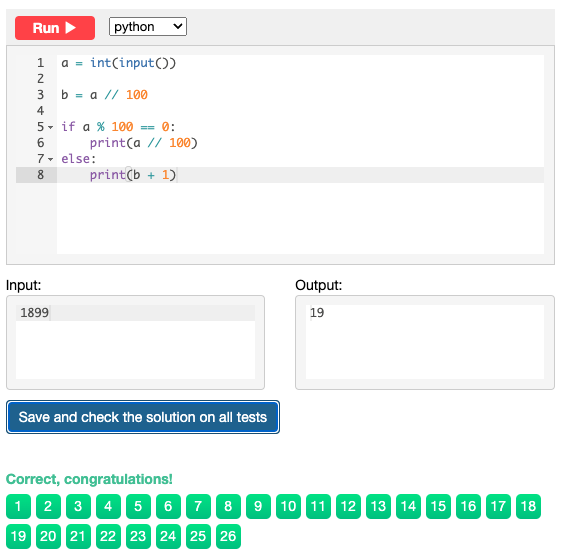 Run python
1 a = int(input())
2
3 b = a // 100
4
5 if a % 100 == 0:
6 print(a // 100)
7 else:
8 print(b + 1)
Input: Output:
1899 19
Save and check the solution on all tests
Correct, congratulations!
1 2 3 4 5 6 7 8 9 10 11 12 13 14 15 16 17 18
19 20 21 22 23 24 25 26